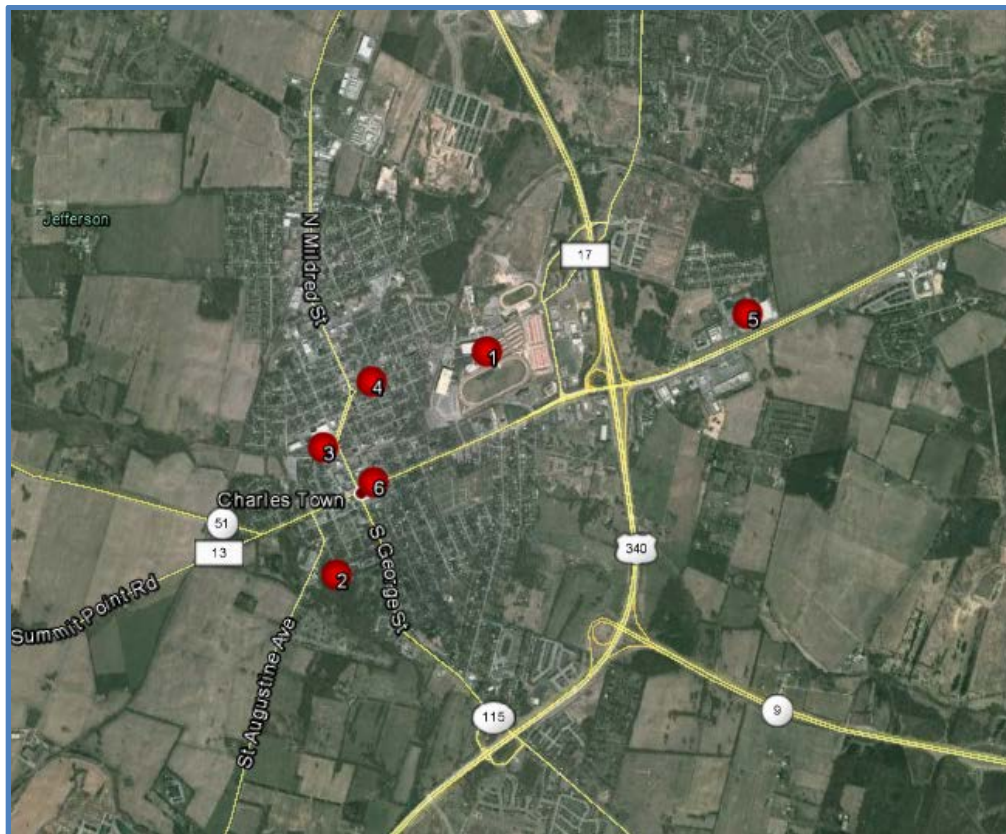 Jefferson
N Mildred St
17
5
1
4
3
6
Charles Town
51
13
340
2
S George St
Summit Point Rd
St Augustine Ave
9
115